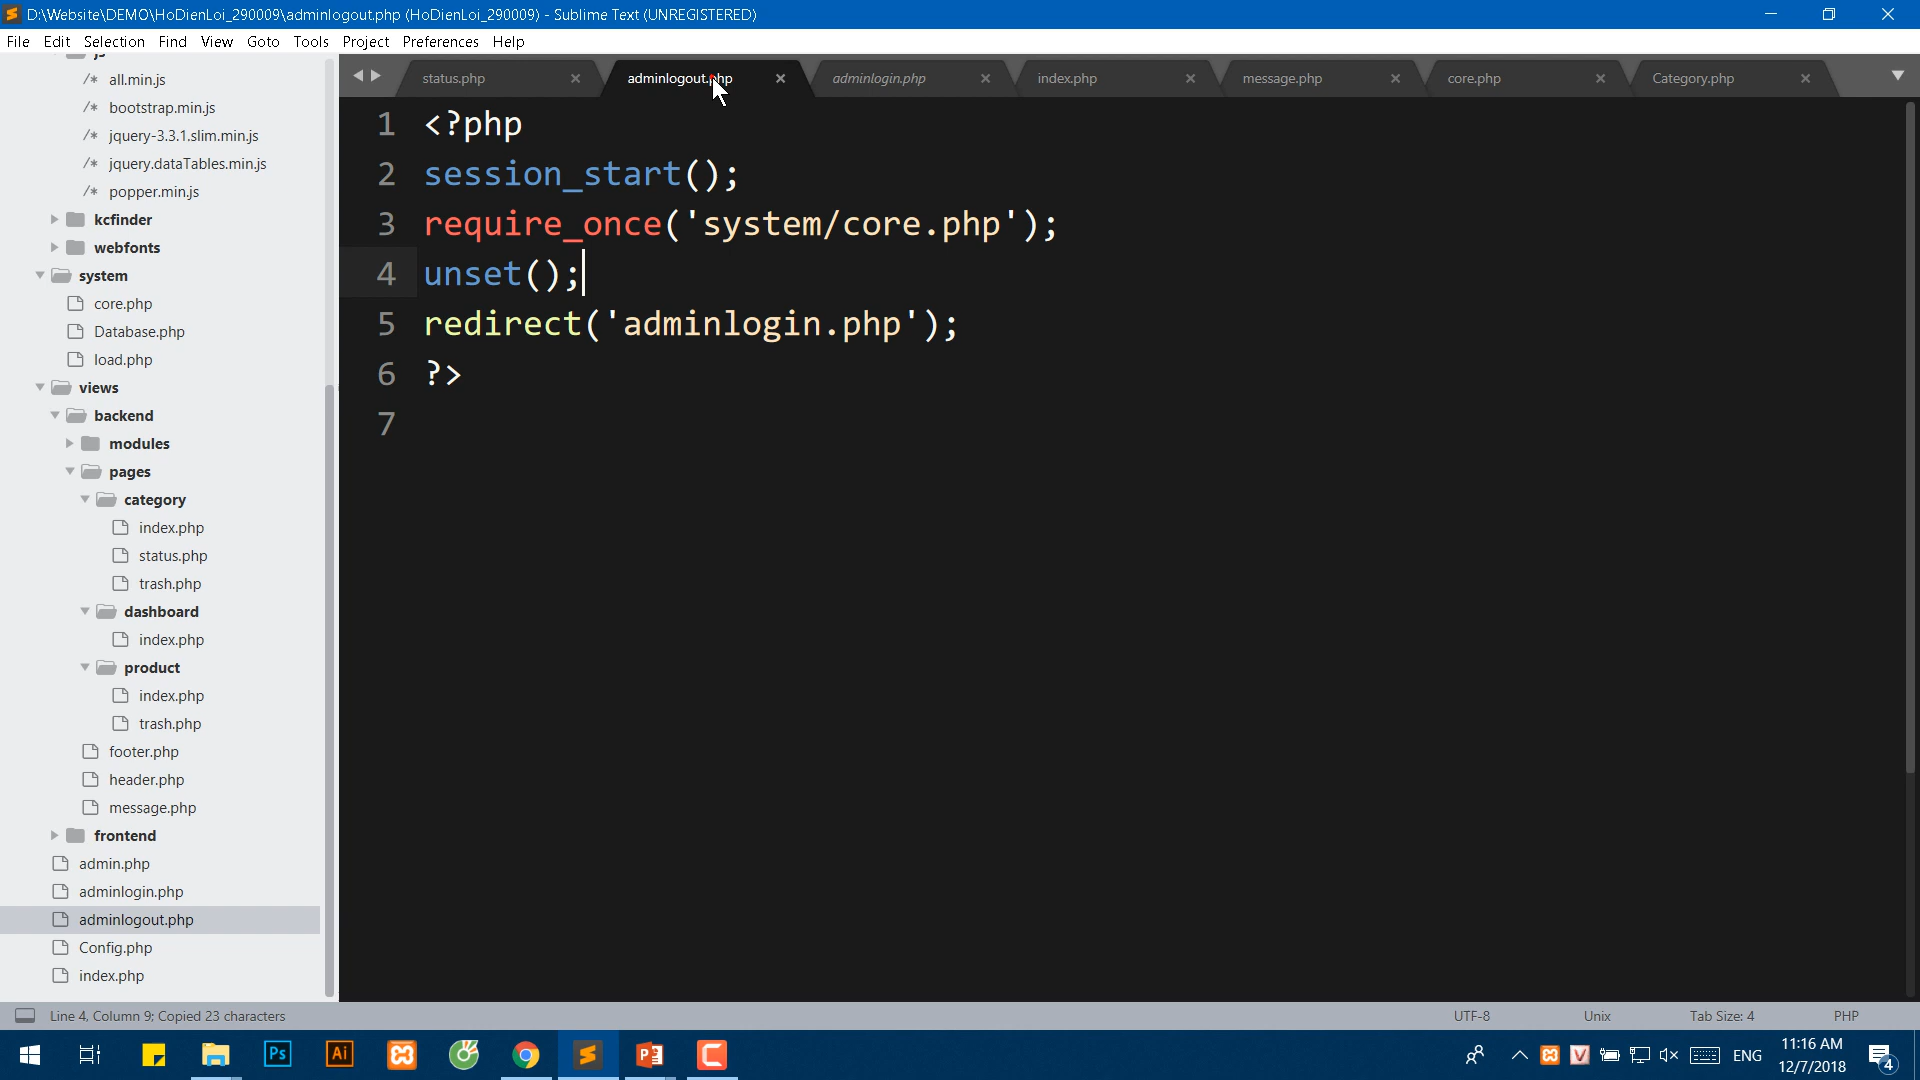 D:\Website\DEMO\HoDienLoi_290009\adminlogout.php (HoDienLoi_290009) - Sublime Text (UNREGISTERED)
File Edit Selection Find View Goto Tools Project Preferences Help
js
/* all.min.js
/* bootstrap.min.js
/* jquery-3.3.1.slim.min.js
/* jquery.dataTables.min.js
/* popper.min.js
kcfinder
webfonts
system
core.php
Database.php
load.php
views
backend
modules
pages
category
index.php
status.php
trash.php
dashboard
index.php
product
index.php
trash.php
footer.php
header.php
message.php
frontend
admin.php
adminlogin.php
adminlogout.php
Config.php
index.php
status.php adminlogout.php adminlogin.php index.php message.php core.php Category.php
1 <?php
2 session_start();
3 require_once('system/core.php');
4 unset();
5 redirect('adminlogin.php');
6 ?>
7
Line 4, Column 9; Copied 23 characters UTF-8 Unix Tab Size: 4 PHP
Ps Ai ENG 11:16 AM
12/7/2018 4